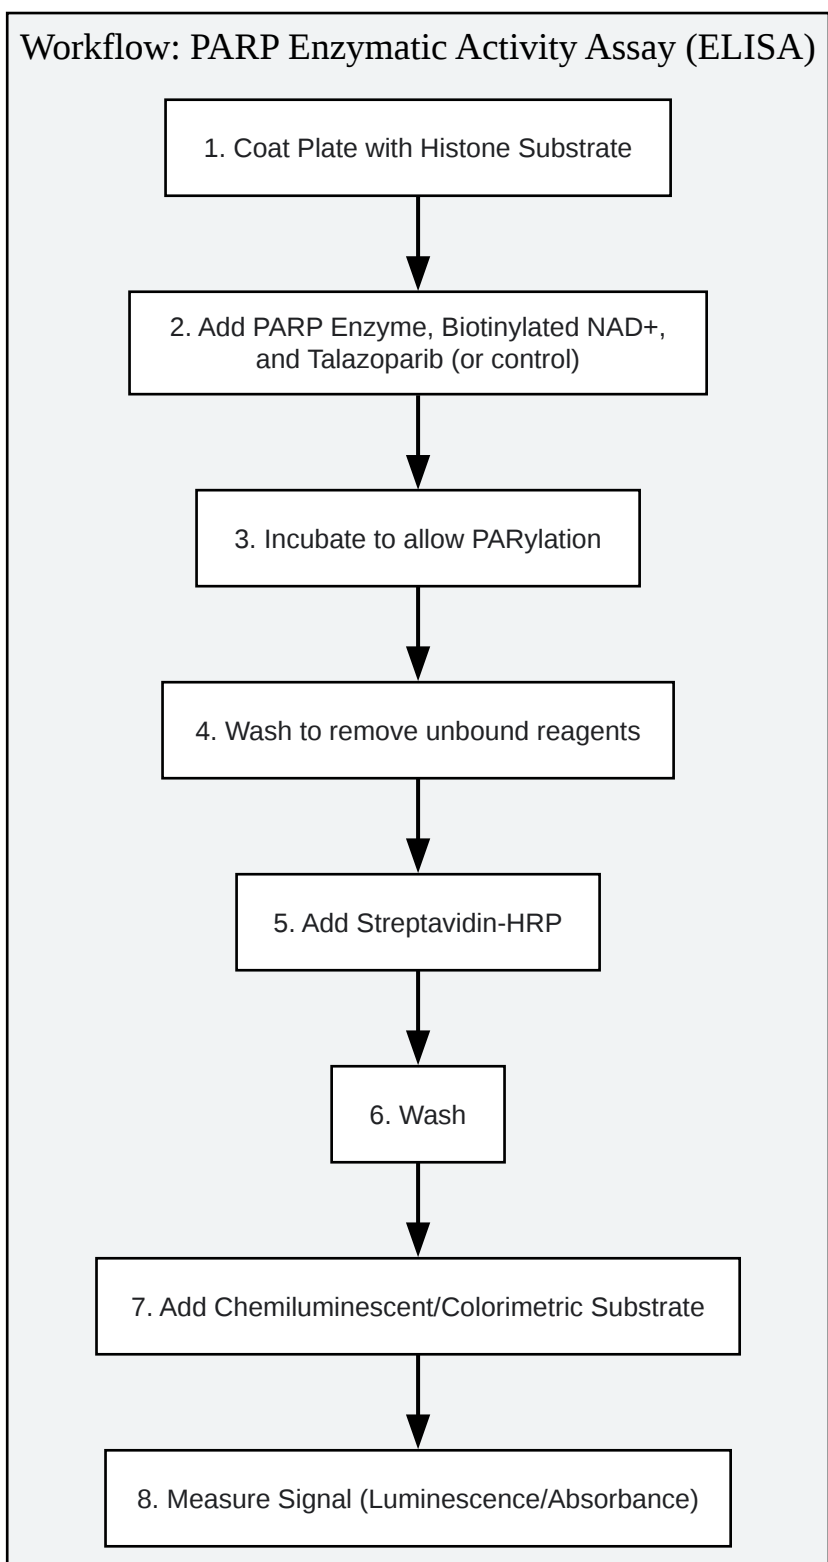 Workflow: PARP Enzymatic Activity Assay (ELISA)
1. Coat Plate with Histone Substrate
2. Add PARP Enzyme, Biotinylated NAD+,
and Talazoparib (or control)
3. Incubate to allow PARylation
4. Wash to remove unbound reagents
5. Add Streptavidin-HRP
6. Wash
7. Add Chemiluminescent/Colorimetric Substrate
8. Measure Signal (Luminescence/Absorbance)